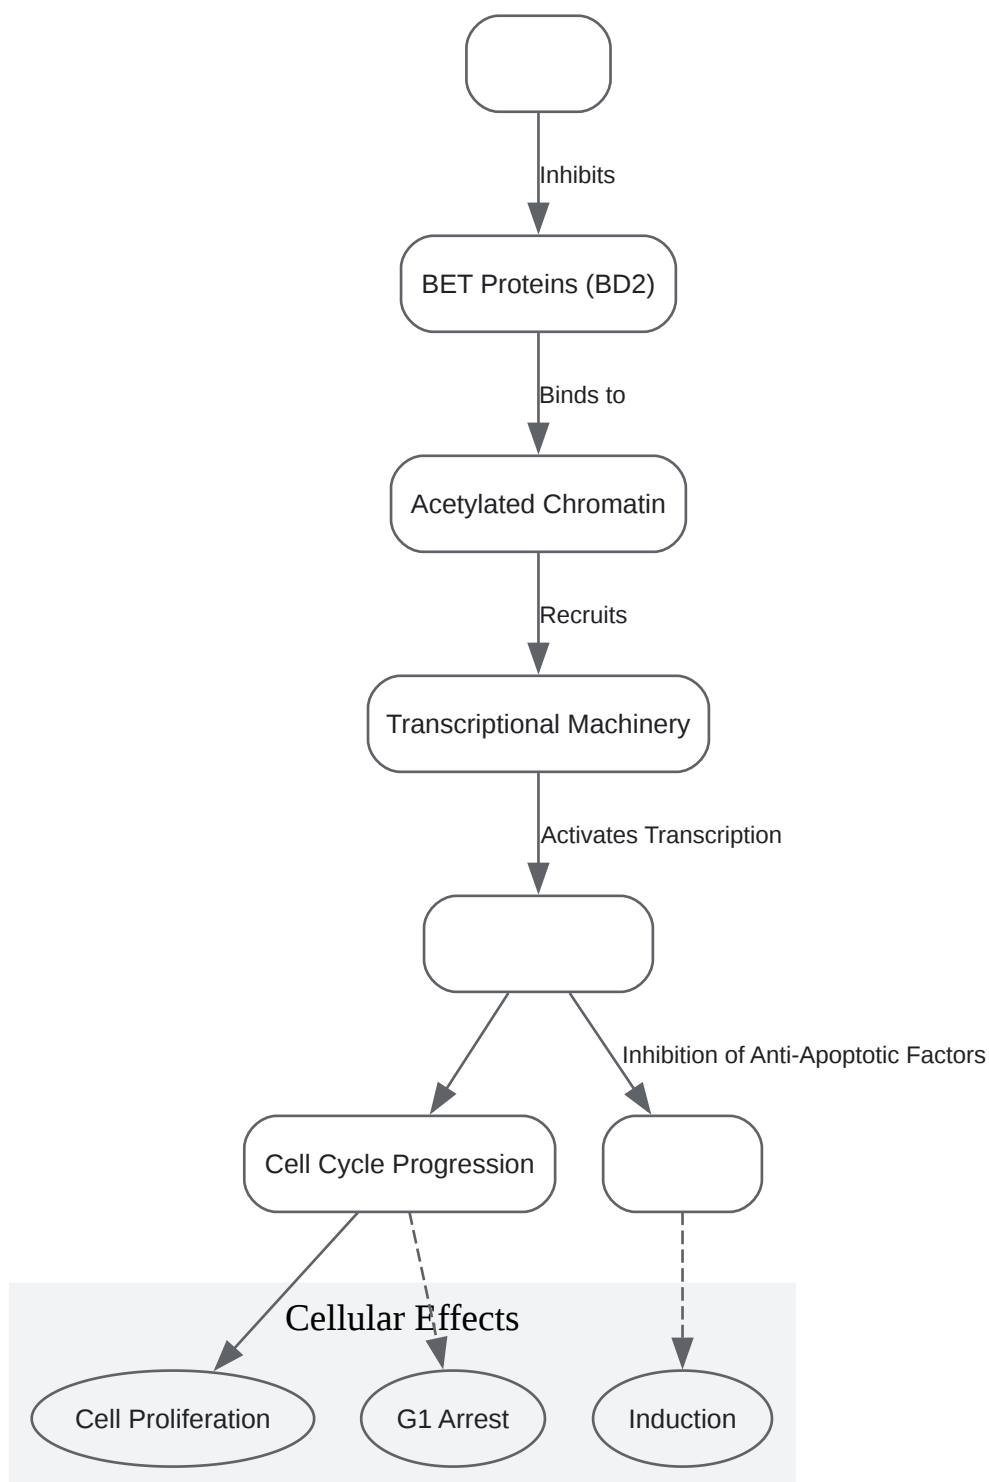 Inhibits
BET Proteins (BD2)
Binds to
Acetylated Chromatin
Recruits
Transcriptional Machinery
Activates Transcription
Inhibition of Anti-Apoptotic Factors
Cell Cycle Progression
Cellular Effects
Cell Proliferation
G1 Arrest
Induction